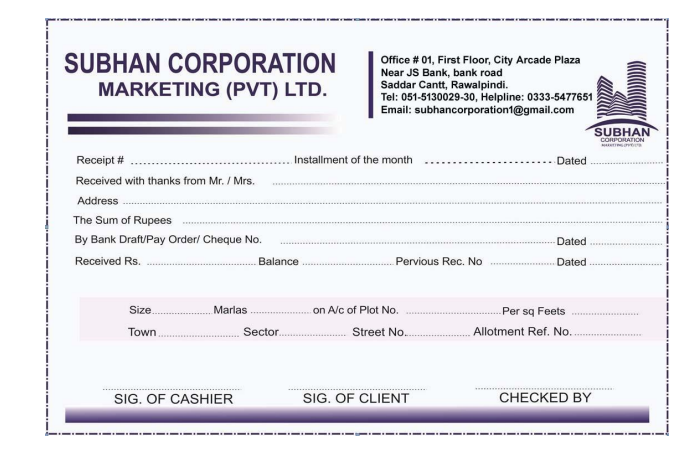 SUBHAN CORPORATION
MARKETING (PVT) LTD.
Office # 01, First Floor, City Arcade Plaza
Near JS Bank, bank road
Saddar Cantt, Rawalpindi.
Tel: 051-5130029-30, Helpline: 0333-5477651
Email: subhancorporation1@gmail.com
SUBHAN
CORPORATION
MARKETING (PVT) LTD.
Receipt # Installment of the month Dated
Received with thanks from Mr. / Mrs.
Address
The Sum of Rupees
By Bank Draft/Pay Order/ Cheque No. Dated
Received Rs. Balance Pervious Rec. No Dated
Size Marlas on A/c of Plot No. Per sq Feets
Town Sector Street No. Allotment Ref. No.
SIG. OF CASHIER SIG. OF CLIENT CHECKED BY